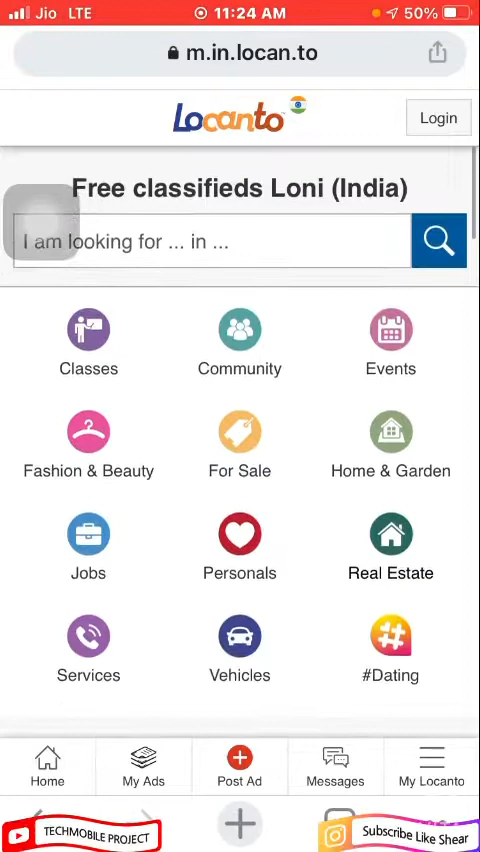 Jio LTE 11:24 AM 50%
m.in.locan.to
Locanto Login
Free classifieds Loni (India)
I am looking for ... in ...
Classes Community Events
Fashion & Beauty For Sale Home & Garden
Jobs Personals Real Estate
Services Vehicles #Dating
Home My Ads Post Ad Messages My Locanto
TECHMOBILE PROJECT Subscribe Like Shear